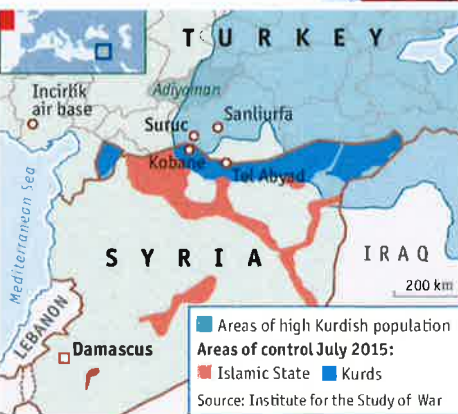 TURKEY
Incirlik
air base
Adiyaman
Sanliurfa
Suruc
Kobane
Tel Abyad
Mediterranean Sea
SYRIA
IRAQ
200 km
LEBANON
Damascus
Areas of high Kurdish population
Areas of control July 2015:
Islamic State
Kurds
Source: Institute for the Study of War